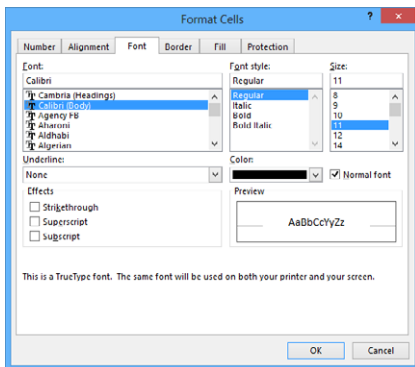 Format Cells
? ×
Number Alignment Font Border Fill Protection
Font: Font style: Size:
Calibri Regular 11
Cambria (Headings) Regular 8
Calibri (Body) Italic 9
Agency FB Bold 10
Aharoni Bold Italic 11
Aldhabi 12
Algerian 14
Underline: Color:
None Normal font
Effects Preview
Strikethrough
Superscript AaBbCcYyZz
Subscript
This is a TrueType font. The same font will be used on both your printer and your screen.
OK Cancel